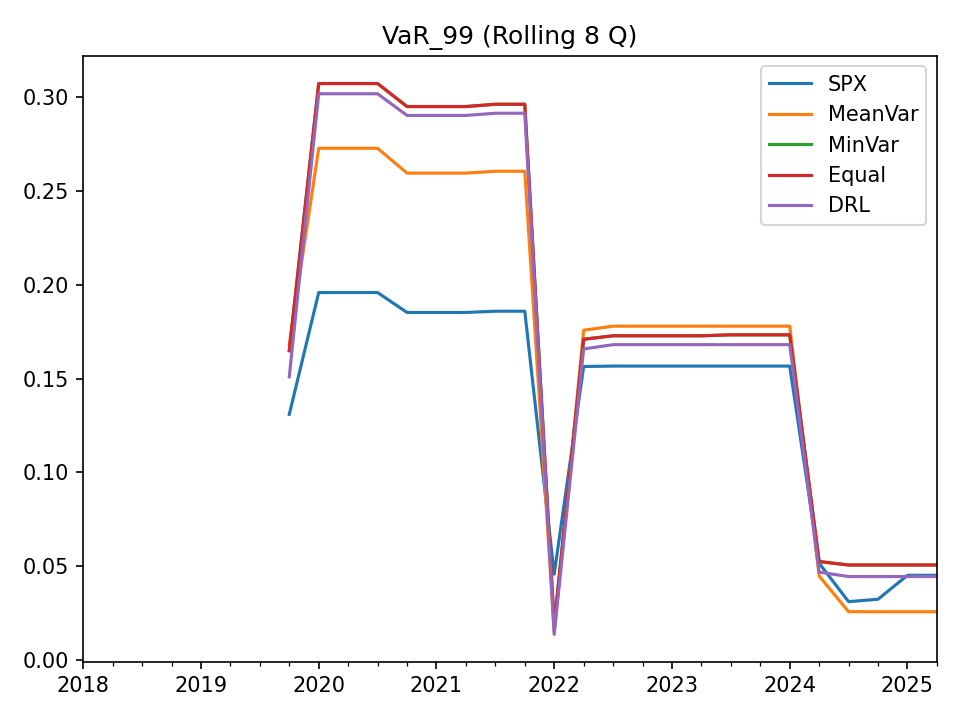 VaR_99 (Rolling 8 Q)
0.30
0.25
0.20
0.15
0.10
0.05
0.00
2018 2019 2020 2021 2022 2023 2024 2025
SPX
MeanVar
MinVar
Equal
DRL